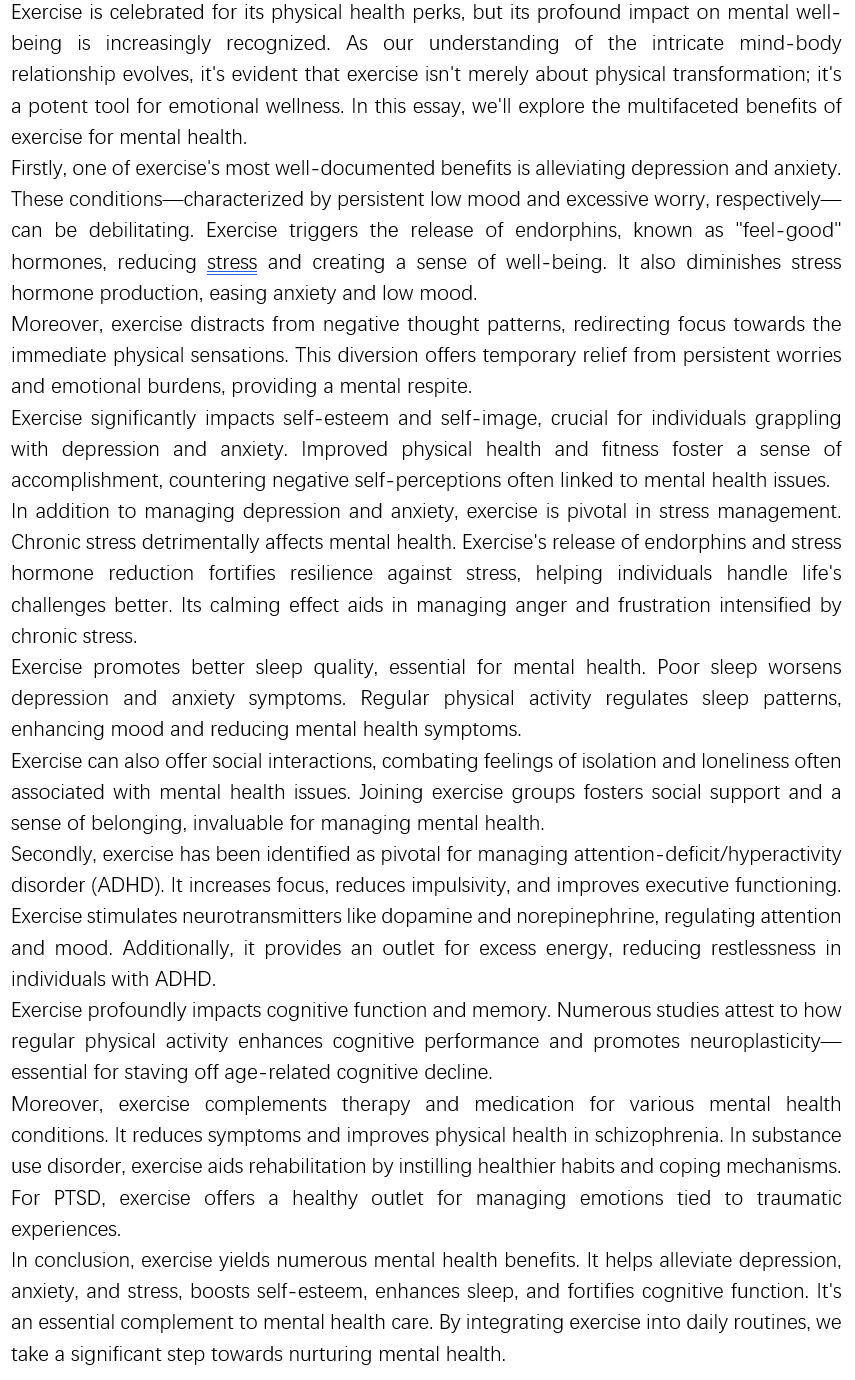 Exercise is celebrated for its physical health perks, but its profound impact on mental well-
being is increasingly recognized. As our understanding of the intricate mind-body
relationship evolves, it's evident that exercise isn't merely about physical transformation; it's
a potent tool for emotional wellness. In this essay, we'll explore the multifaceted benefits of
exercise for mental health.
Firstly, one of exercise's most well-documented benefits is alleviating depression and anxiety.
These conditions—characterized by persistent low mood and excessive worry, respectively—
can be debilitating. Exercise triggers the release of endorphins, known as "feel-good"
hormones, reducing stress and creating a sense of well-being. It also diminishes stress
hormone production, easing anxiety and low mood.
Moreover, exercise distracts from negative thought patterns, redirecting focus towards the
immediate physical sensations. This diversion offers temporary relief from persistent worries
and emotional burdens, providing a mental respite.
Exercise significantly impacts self-esteem and self-image, crucial for individuals grappling
with depression and anxiety. Improved physical health and fitness foster a sense of
accomplishment, countering negative self-perceptions often linked to mental health issues.
In addition to managing depression and anxiety, exercise is pivotal in stress management.
Chronic stress detrimentally affects mental health. Exercise's release of endorphins and stress
hormone reduction fortifies resilience against stress, helping individuals handle life's
challenges better. Its calming effect aids in managing anger and frustration intensified by
chronic stress.
Exercise promotes better sleep quality, essential for mental health. Poor sleep worsens
depression and anxiety symptoms. Regular physical activity regulates sleep patterns,
enhancing mood and reducing mental health symptoms.
Exercise can also offer social interactions, combating feelings of isolation and loneliness often
associated with mental health issues. Joining exercise groups fosters social support and a
sense of belonging, invaluable for managing mental health.
Secondly, exercise has been identified as pivotal for managing attention-deficit/hyperactivity
disorder (ADHD). It increases focus, reduces impulsivity, and improves executive functioning.
Exercise stimulates neurotransmitters like dopamine and norepinephrine, regulating attention
and mood. Additionally, it provides an outlet for excess energy, reducing restlessness in
individuals with ADHD.
Exercise profoundly impacts cognitive function and memory. Numerous studies attest to how
regular physical activity enhances cognitive performance and promotes neuroplasticity—
essential for staving off age-related cognitive decline.
Moreover, exercise complements therapy and medication for various mental health
conditions. It reduces symptoms and improves physical health in schizophrenia. In substance
use disorder, exercise aids rehabilitation by instilling healthier habits and coping mechanisms.
For PTSD, exercise offers a healthy outlet for managing emotions tied to traumatic
experiences.
In conclusion, exercise yields numerous mental health benefits. It helps alleviate depression,
anxiety, and stress, boosts self-esteem, enhances sleep, and fortifies cognitive function. It's
an essential complement to mental health care. By integrating exercise into daily routines, we
take a significant step towards nurturing mental health.